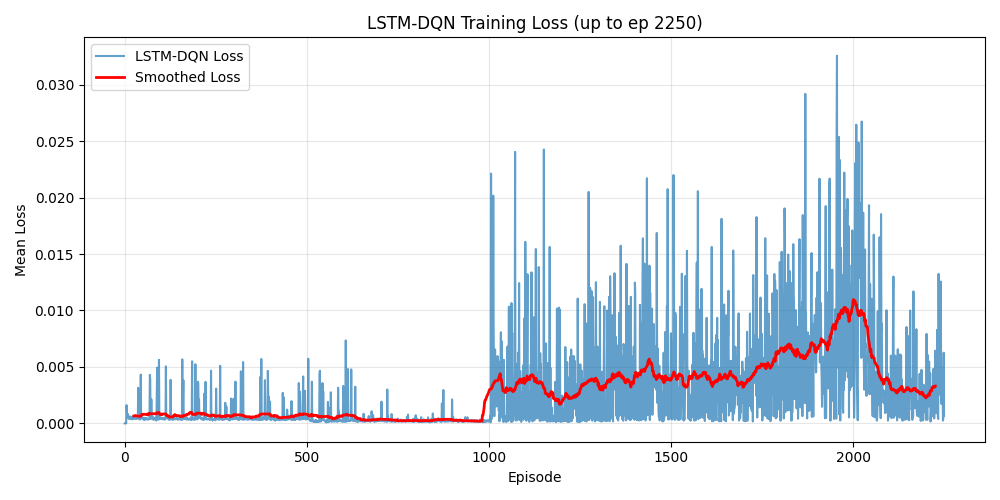 LSTM-DQN Training Loss (up to ep 2250)
LSTM-DQN Loss
Smoothed Loss
Mean Loss
0.030
0.025
0.020
0.015
0.010
0.005
0.000
0
500
1000
1500
2000
Episode